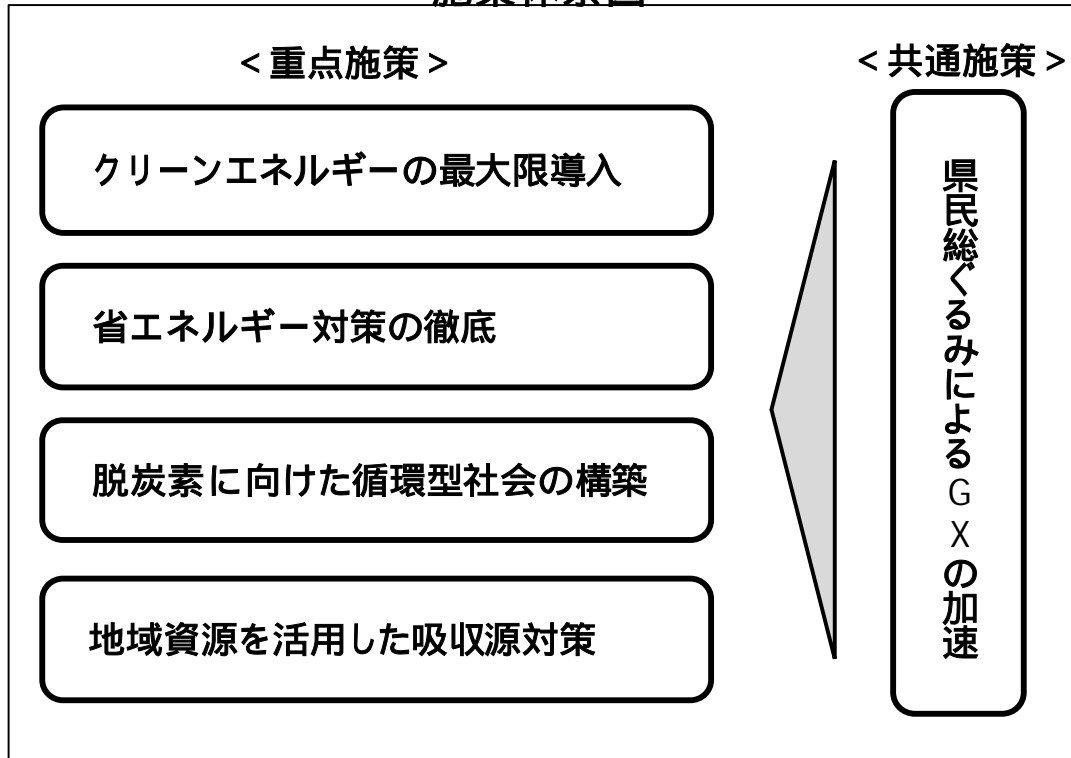 ＜重点施策＞
クリーンエネルギーの最大限導入
省エネルギー対策の徹底
脱炭素に向けた循環型社会の構築
地域資源を活用した吸収源対策
＜共通施策＞
県民総ぐるみによるＧＸの加速